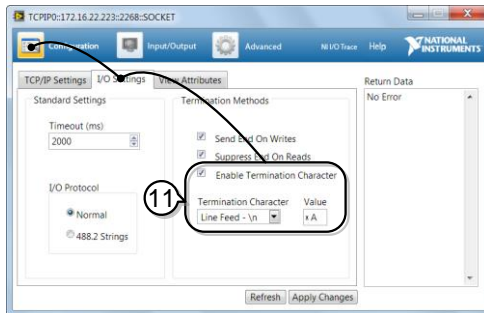 TCPIP0::172.16.22.223::2268::SOCKET
Configuration Input/Output Advanced NI I/O Trace Help NATIONAL INSTRUMENTS
TCP/IP Settings I/O Settings View Attributes
Return Data
No Error
Standard Settings
Timeout (ms)
2000
I/O Protocol
Normal
488.2 Strings
Termination Methods
Send End On Writes
Suppress End On Reads
Enable Termination Character
11
Termination Character Value
Line Feed - \n x A
Refresh Apply Changes